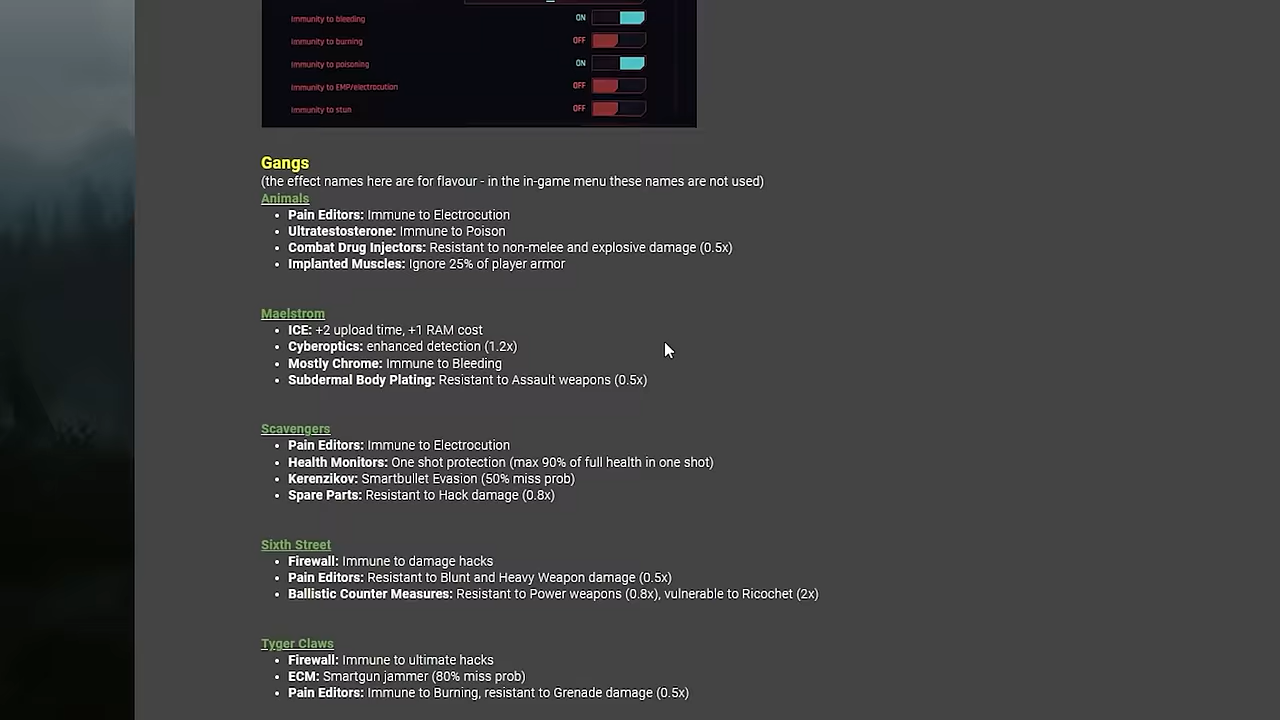 Immunity to bleeding ON
Immunity to burning OFF
Immunity to poisoning ON
Immunity to EMP/electrocution OFF
Immunity to stun OFF
Gangs
(the effect names here are for flavour - in the in-game menu these names are not used)
Animals
• Pain Editors: Immune to Electrocution
• Ultratestosterone: Immune to Poison
• Combat Drug Injectors: Resistant to non-melee and explosive damage (0.5x)
• Implanted Muscles: Ignore 25% of player armor
Maelstrom
• ICE: +2 upload time, +1 RAM cost
• Cyberoptics: enhanced detection (1.2x)
• Mostly Chrome: Immune to Bleeding
• Subdermal Body Plating: Resistant to Assault weapons (0.5x)
Scavengers
• Pain Editors: Immune to Electrocution
• Health Monitors: One shot protection (max 90% of full health in one shot)
• Kerenzikov: Smartbullet Evasion (50% miss prob)
• Spare Parts: Resistant to Hack damage (0.8x)
Sixth Street
• Firewall: Immune to damage hacks
• Pain Editors: Resistant to Blunt and Heavy Weapon damage (0.5x)
• Ballistic Counter Measures: Resistant to Power weapons (0.8x), vulnerable to Ricochet (2x)
Tyger Claws
• Firewall: Immune to ultimate hacks
• ECM: Smartgun jammer (80% miss prob)
• Pain Editors: Immune to Burning, resistant to Grenade damage (0.5x)